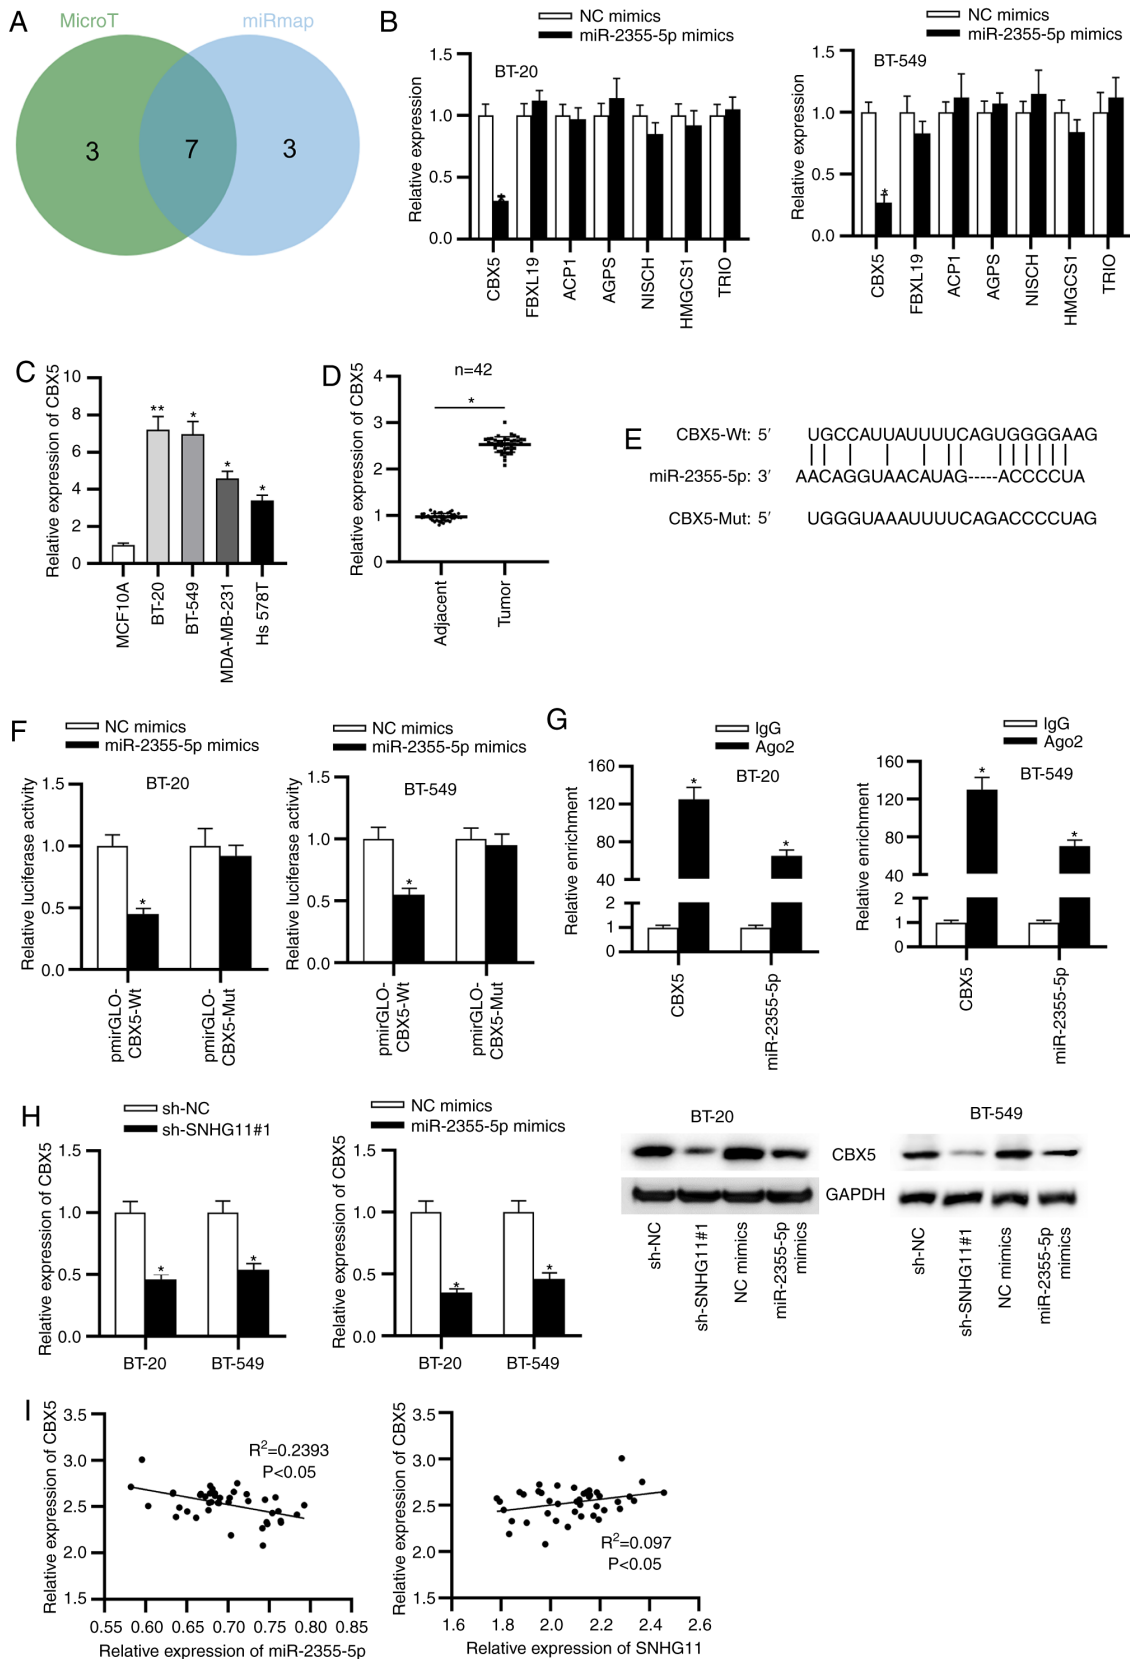 A
MicroT
miRmap
3
7
3
B
NC mimics
miR-2355-5p mimics
BT-20
Relative expression
1.5
1.0
0.5
0.0
*
CBX5
FBXL19
ACP1
AGPS
NISCH
HMGCS1
TRIO
NC mimics
miR-2355-5p mimics
BT-549
Relative expression
1.5
1.0
0.5
0.0
*
CBX5
FBXL19
ACP1
AGPS
NISCH
HMGCS1
TRIO
C
Relative expression of CBX5
10
8
6
4
2
0
**
*
*
*
MCF10A
BT-20
BT-549
MDA-MB-231
Hs 578T
D
Relative expression of CBX5
n=42
*
4
3
2
1
0
Adjacent
Tumor
E
CBX5-Wt: 5′ UGCCAUUAUUUUCAGUGGGGAAG
miR-2355-5p: 3′ AACAGGUAACAUAG-----ACCCCUA
CBX5-Mut: 5′ UGGGUAAAUUUUCAGACCCCUAG
F
NC mimics
miR-2355-5p mimics
BT-20
Relative luciferase activity
1.5
1.0
0.5
0.0
*
pmirGLO-
CBX5-Wt
pmirGLO-
CBX5-Mut
NC mimics
miR-2355-5p mimics
BT-549
Relative luciferase activity
1.5
1.0
0.5
0.0
*
pmirGLO-
CBX5-Wt
pmirGLO-
CBX5-Mut
G
IgG
Ago2
BT-20
Relative enrichment
160
120
80
40
2
1
0
*
*
CBX5
miR-2355-5p
IgG
Ago2
BT-549
Relative enrichment
160
120
80
40
2
1
0
*
*
CBX5
miR-2355-5p
H
sh-NC
sh-SNHG11#1
Relative expression of CBX5
1.5
1.0
0.5
0.0
*
*
BT-20
BT-549
NC mimics
miR-2355-5p mimics
Relative expression of CBX5
1.5
1.0
0.5
0.0
*
*
BT-20
BT-549
BT-20
BT-549
CBX5
GAPDH
sh-NC
sh-SNHG11#1
NC mimics
miR-2355-5p
mimics
sh-NC
sh-SNHG11#1
NC mimics
miR-2355-5p
mimics
I
Relative expression of CBX5
3.5
3.0
2.5
2.0
1.5
R²=0.2393
P<0.05
0.55 0.60 0.65 0.70 0.75 0.80 0.85
Relative expression of miR-2355-5p
Relative expression of CBX5
3.5
3.0
2.5
2.0
1.5
R²=0.097
P<0.05
1.6 1.8 2.0 2.2 2.4 2.6
Relative expression of SNHG11